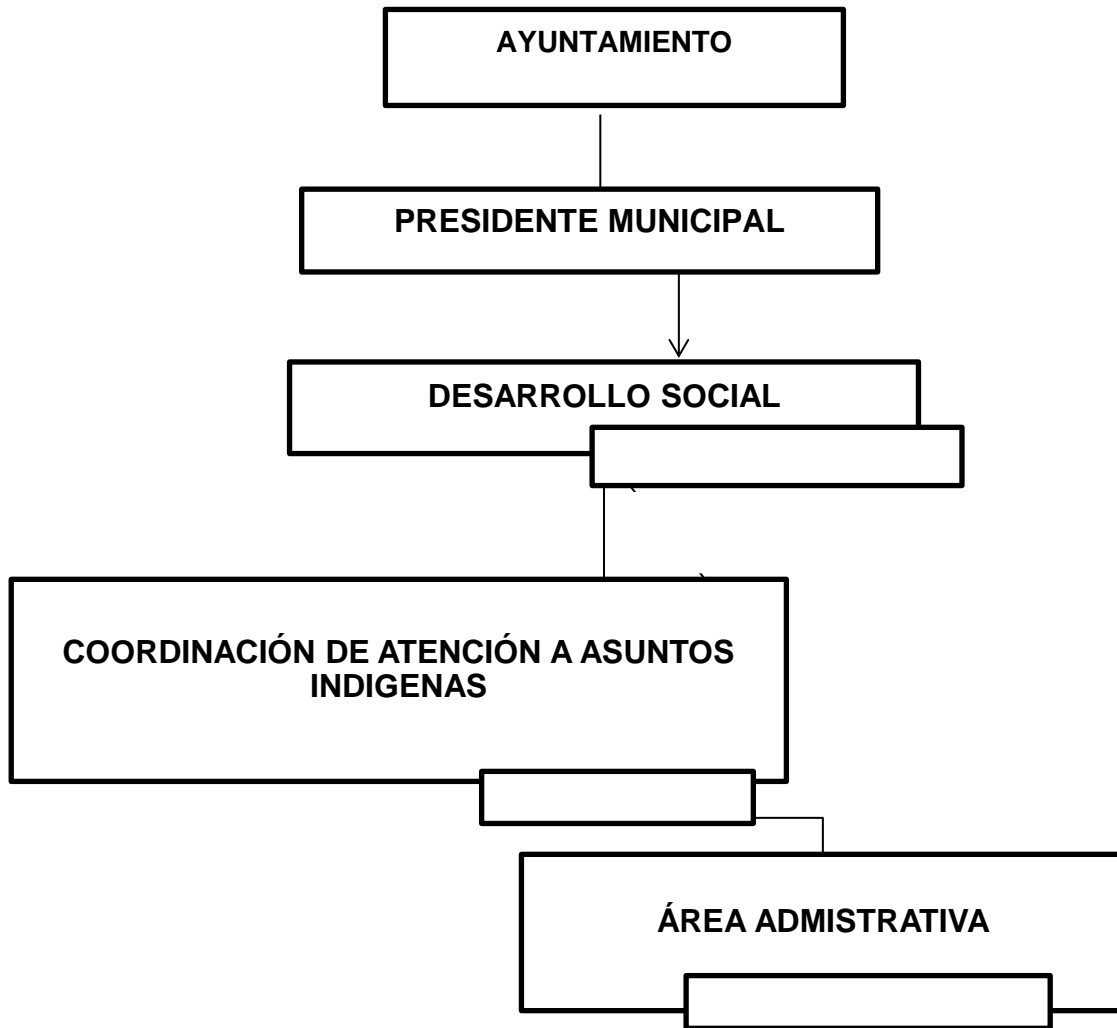 AYUNTAMIENTO
PRESIDENTE MUNICIPAL
DESARROLLO SOCIAL
COORDINACIÓN DE ATENCIÓN A ASUNTOS
INDIGENAS
ÁREA ADMISTRATIVA